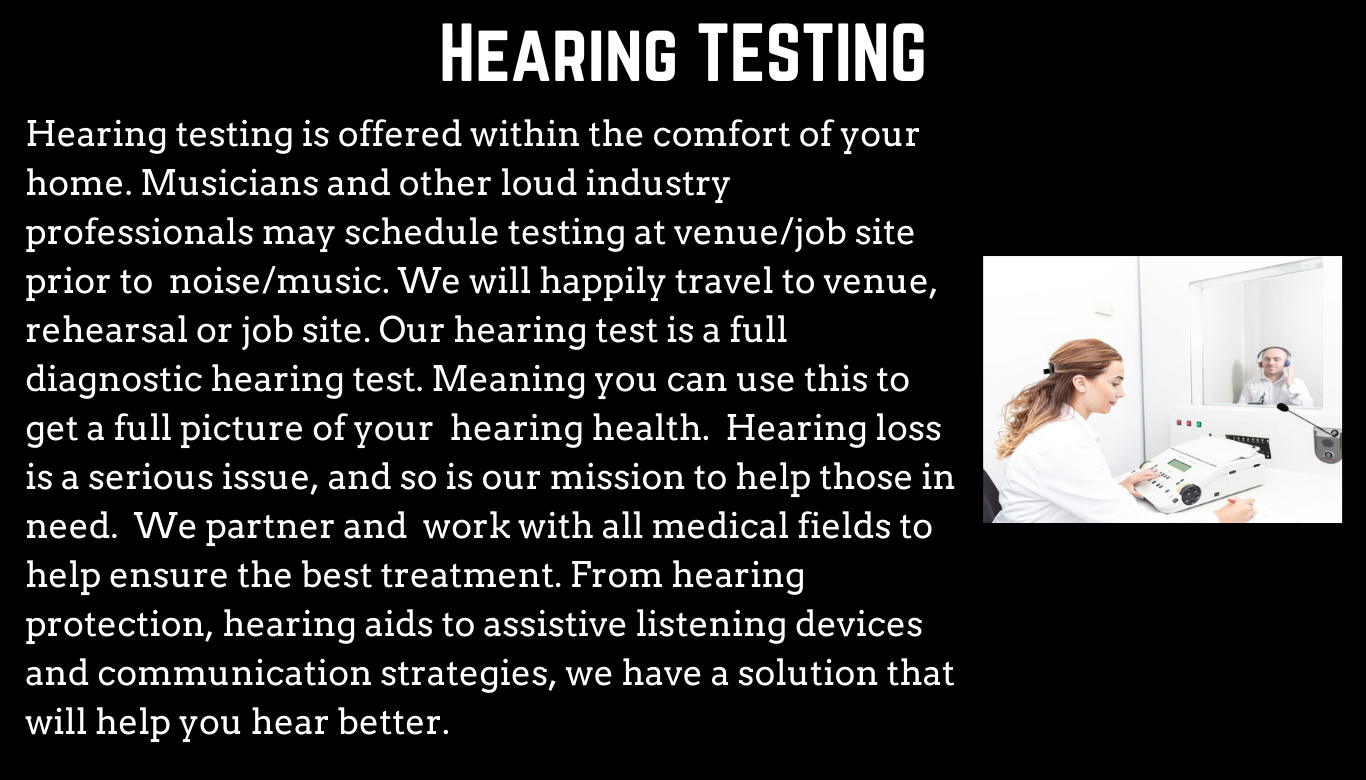 Hearing TESTING
Hearing testing is offered within the comfort of your
home. Musicians and other loud industry
professionals may schedule testing at venue/job site
prior to  noise/music. We will happily travel to venue,
rehearsal or job site. Our hearing test is a full
diagnostic hearing test. Meaning you can use this to
get a full picture of your  hearing health.  Hearing loss
is a serious issue, and so is our mission to help those in
need.  We partner and  work with all medical fields to
help ensure the best treatment. From hearing
protection, hearing aids to assistive listening devices
and communication strategies, we have a solution that
will help you hear better.